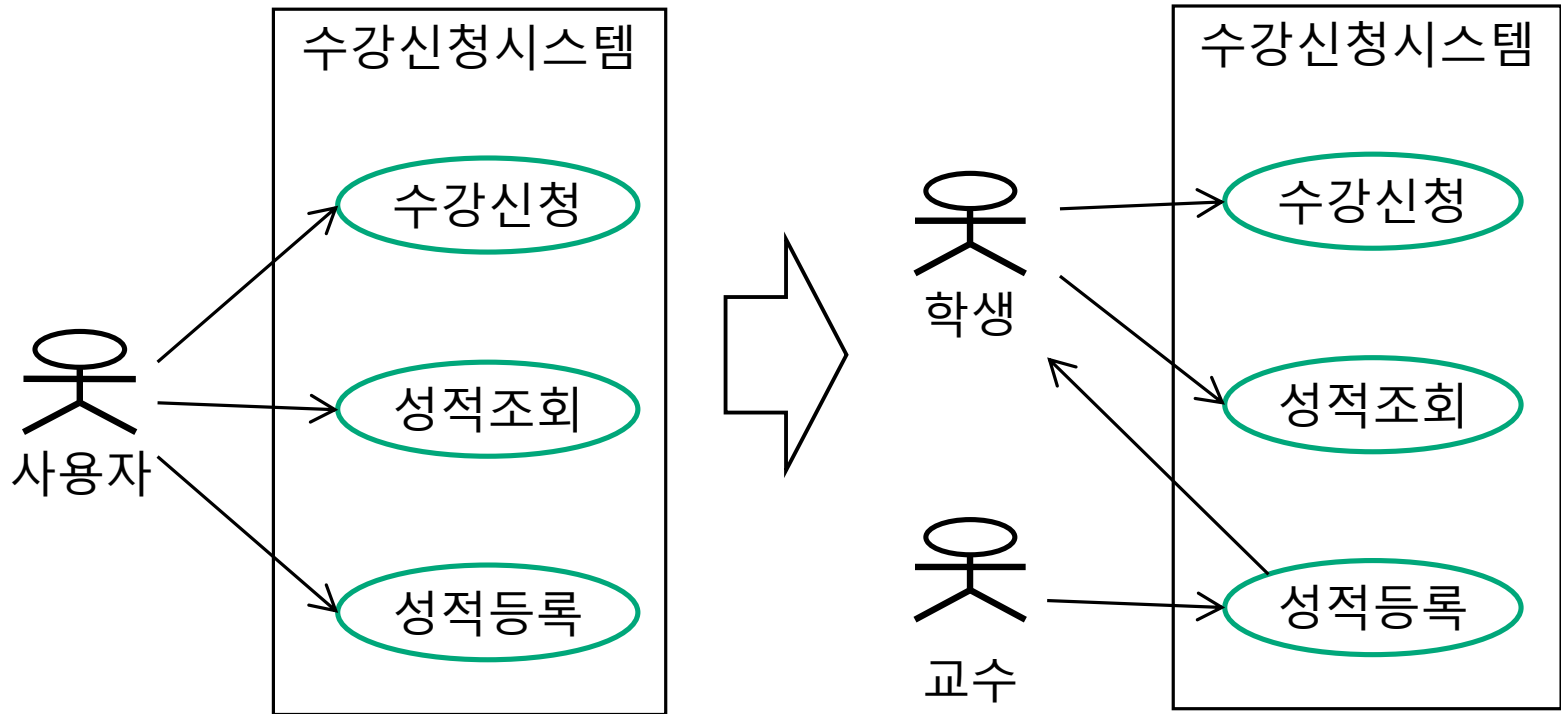 수강신청시스템
수강신청
성적조회
사용자
성적등록
수강신청시스템
수강신청
학생
성적조회
성적등록
교수